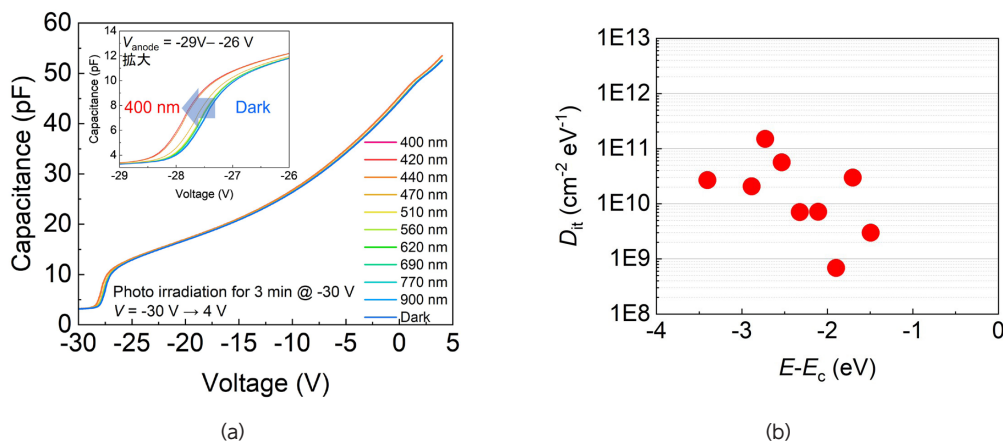 60
50
40
30
20
10
0
Capacitance (pF)
-30 -25 -20 -15 -10 -5 0 5
Voltage (V)
14
12
10
8
6
4
Capacitance (pF)
-29 -28 -27 -26
Voltage (V)
V_anode = -29V– -26 V
拡大
400 nm
Dark
400 nm
420 nm
440 nm
470 nm
510 nm
560 nm
620 nm
690 nm
770 nm
900 nm
Dark
Photo irradiation for 3 min @ -30 V
V = -30 V → 4 V
(a)
1E13
1E12
1E11
1E10
1E9
1E8
D_it (cm⁻² eV⁻¹)
-4 -3 -2 -1 0
E-E_c (eV)
(b)